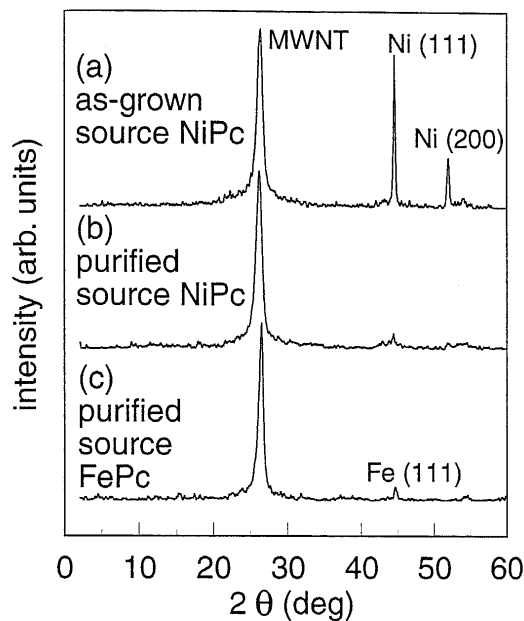 MWNT
Ni (111)
(a)
as-grown
source NiPc
Ni (200)
(b)
purified
source NiPc
(c)
purified
source
FePc
Fe (111)
intensity (arb. units)
0 10 20 30 40 50 60
2 θ (deg)